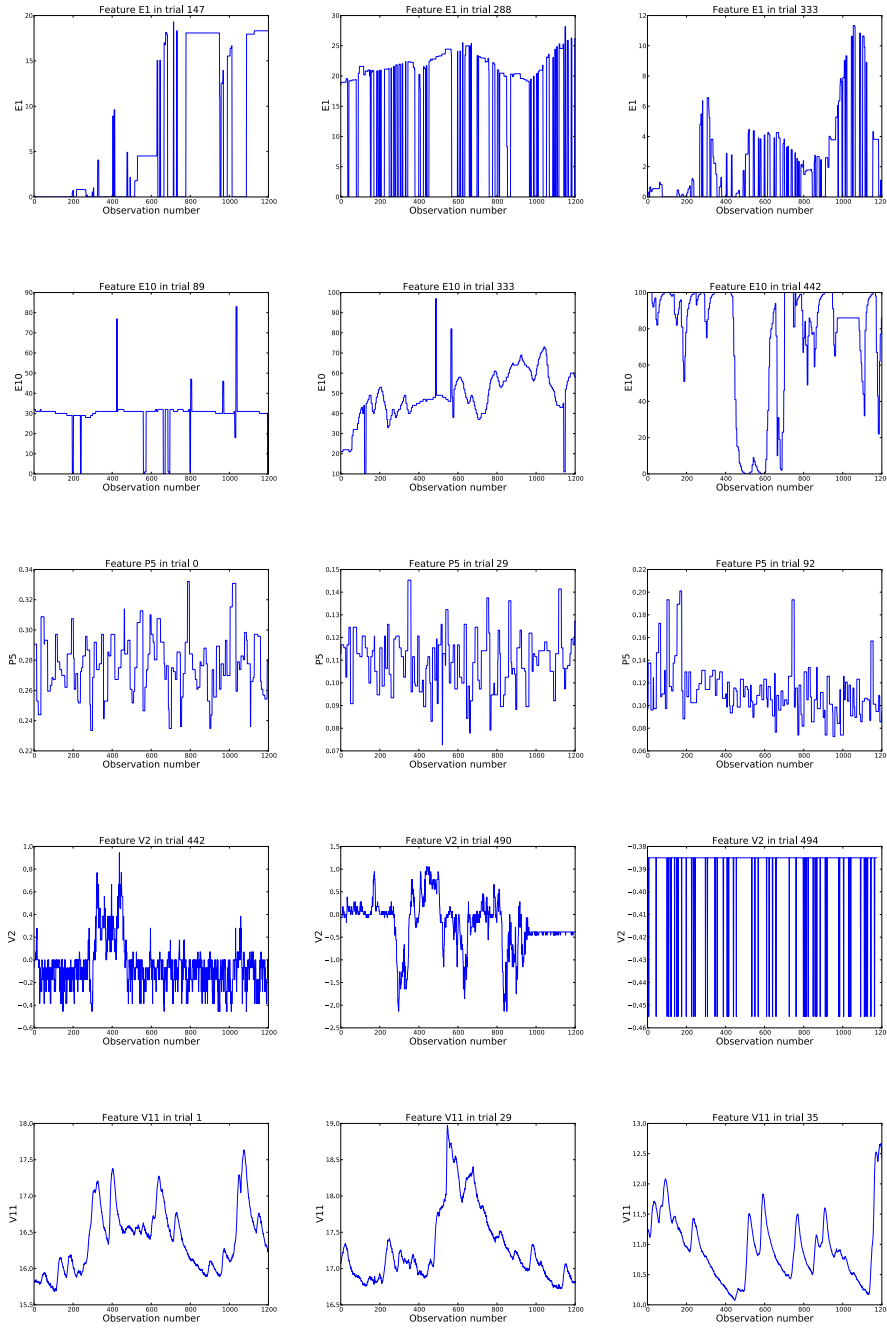 Feature E1 in trial 147
20
15
10
5
0
E1
0 200 400 600 800 1000 1200
Observation number
Feature E1 in trial 288
30
25
20
15
10
5
0
E1
0 200 400 600 800 1000 1200
Observation number
Feature E1 in trial 333
12
10
8
6
4
2
0
E1
0 200 400 600 800 1000 1200
Observation number
Feature E10 in trial 89
90
80
70
60
50
40
30
20
10
0
E10
0 200 400 600 800 1000 1200
Observation number
Feature E10 in trial 333
100
90
80
70
60
50
40
30
20
10
E10
0 200 400 600 800 1000 1200
Observation number
Feature E10 in trial 442
100
80
60
40
20
0
E10
0 200 400 600 800 1000 1200
Observation number
Feature P5 in trial 0
0.34
0.32
0.30
0.28
0.26
0.24
0.22
P5
0 200 400 600 800 1000 1200
Observation number
Feature P5 in trial 29
0.15
0.14
0.13
0.12
0.11
0.10
0.09
0.08
0.07
P5
0 200 400 600 800 1000 1200
Observation number
Feature P5 in trial 92
0.22
0.20
0.18
0.16
0.14
0.12
0.10
0.08
0.06
P5
0 200 400 600 800 1000 1200
Observation number
Feature V2 in trial 442
1.0
0.8
0.6
0.4
0.2
0.0
−0.2
−0.4
−0.6
V2
0 200 400 600 800 1000 1200
Observation number
Feature V2 in trial 490
1.5
1.0
0.5
0.0
−0.5
−1.0
−1.5
−2.0
−2.5
V2
0 200 400 600 800 1000 1200
Observation number
Feature V2 in trial 494
−0.38
−0.39
−0.40
−0.41
−0.42
−0.43
−0.44
−0.45
−0.46
V2
0 200 400 600 800 1000 1200
Observation number
Feature V11 in trial 1
18.0
17.5
17.0
16.5
16.0
15.5
V11
0 200 400 600 800 1000 1200
Observation number
Feature V11 in trial 29
19.0
18.5
18.0
17.5
17.0
16.5
V11
0 200 400 600 800 1000 1200
Observation number
Feature V11 in trial 35
13.0
12.5
12.0
11.5
11.0
10.5
10.0
V11
0 200 400 600 800 1000 1200
Observation number